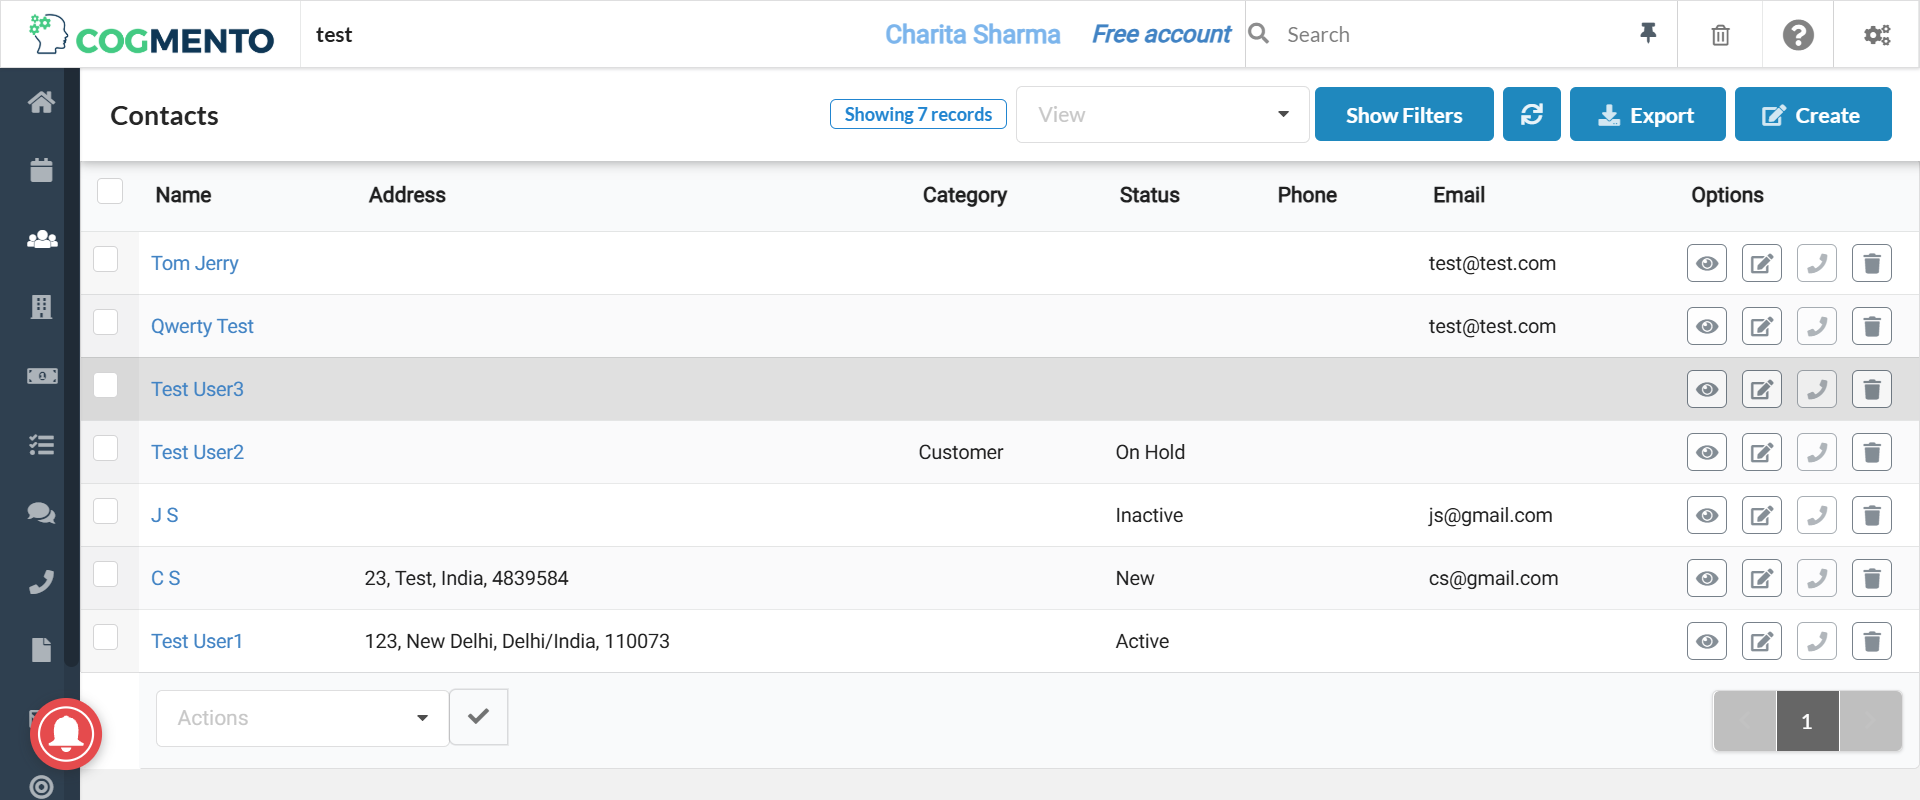 COGMENTO
test
Charita Sharma
Free account
Search
Contacts
Showing 7 records
View
Show Filters
Export
Create
Name Address Category Status Phone Email Options
Tom Jerry test@test.com
Qwerty Test test@test.com
Test User3
Test User2 Customer On Hold
J S Inactive js@gmail.com
C S 23, Test, India, 4839584 New cs@gmail.com
Test User1 123, New Delhi, Delhi/India, 110073 Active
Actions
1